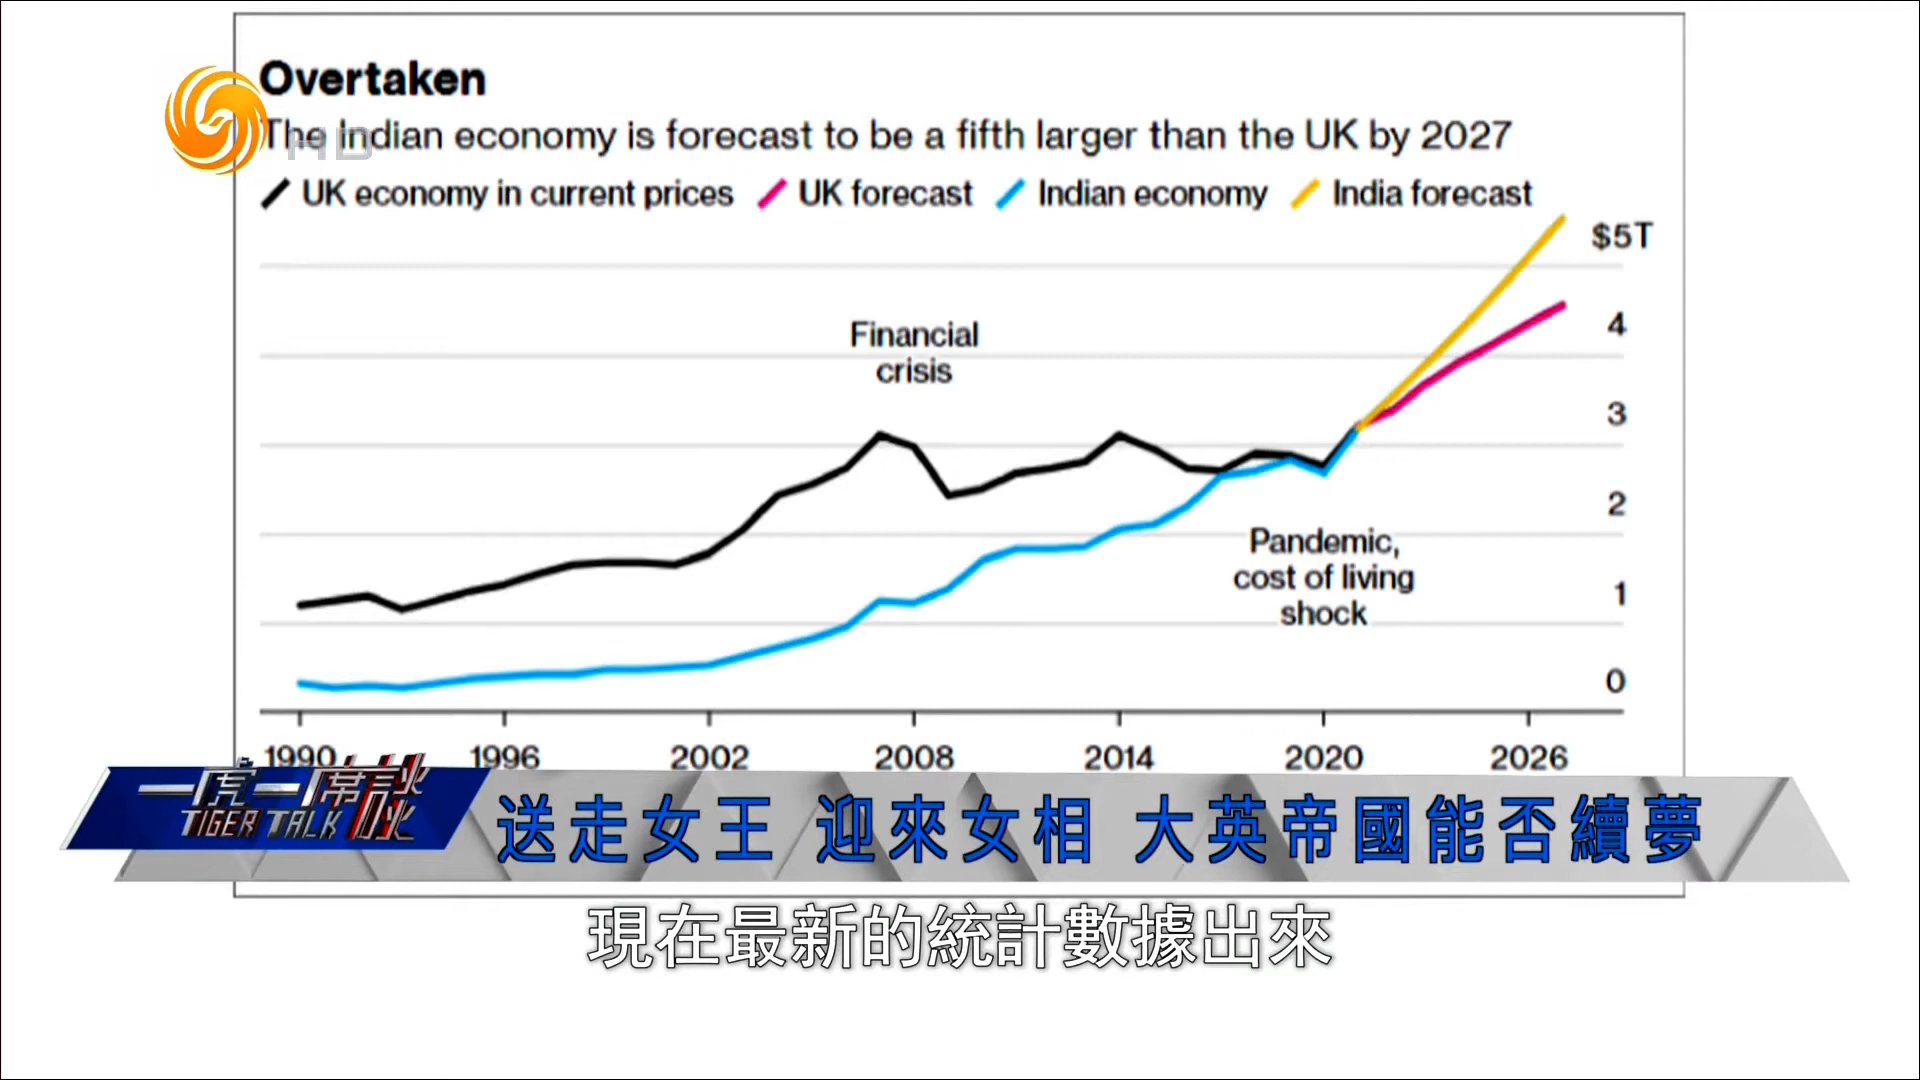 Overtaken
The Indian economy is forecast to be a fifth larger than the UK by 2027
HD
UK economy in current prices UK forecast Indian economy India forecast
$5T
4
3
2
1
0
Financial
crisis
Pandemic,
cost of living
shock
1990 1996 2002 2008 2014 2020 2026
一虎一席談
TIGER TALK
送走女王 迎來女相 大英帝國能否續夢
現在最新的統計數據出來